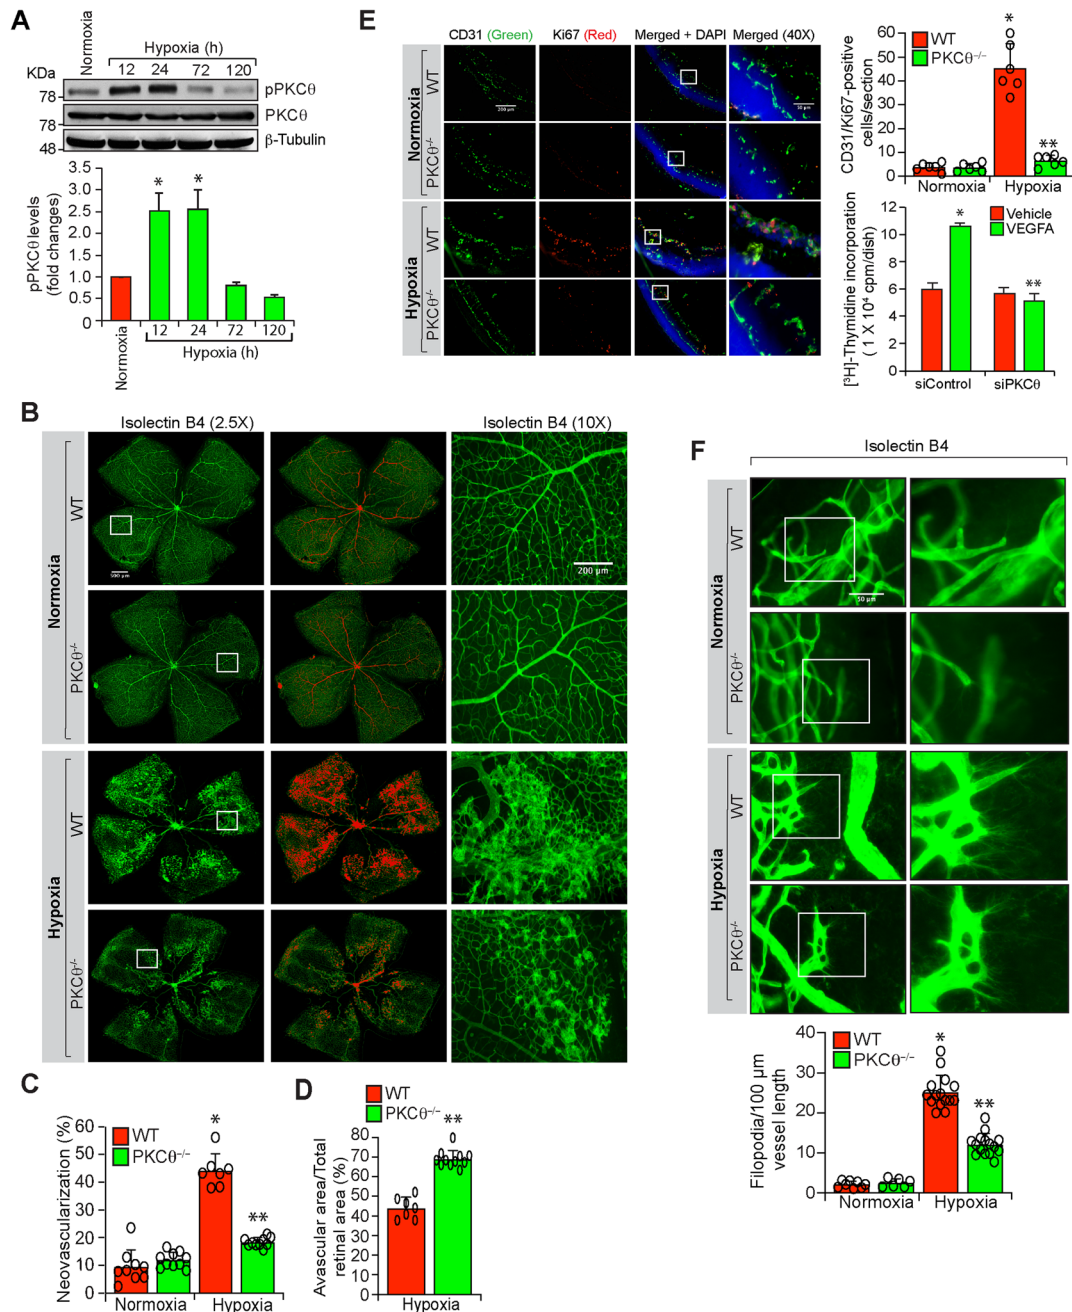 A
Normoxia
Hypoxia (h)
12 24 72 120
KDa
78
pPKCθ
78
PKCθ
48
β-Tubulin
pPKCθ levels
(fold changes)
3.5
3.0
2.5
2.0
1.5
1.0
0.5
0
* *
Normoxia
12 24 72 120
Hypoxia (h)
E
CD31 (Green) Ki67 (Red) Merged + DAPI Merged (40X)
Normoxia
WT
PKCθ-/-
Hypoxia
WT
PKCθ-/-
200 µm
CD31/Ki67-positive
cells/section
60
50
40
30
20
10
0
WT
PKCθ−/−
*
**
Normoxia Hypoxia
[³H]-Thymidine incorporation
( 1 X 10⁴ cpm/dish)
12
10
8
6
4
2
0
Vehicle
VEGFA
*
**
siControl siPKCθ
B
Isolectin B4 (2.5X) Isolectin B4 (10X)
Normoxia
WT
PKCθ-/-
Hypoxia
WT
PKCθ-/-
500 µm
200 µm
C
WT
PKCθ−/−
Neovascularization (%)
60
50
40
30
20
10
0
*
**
Normoxia Hypoxia
D
WT
PKCθ−/−
Avascular area/Total
retinal area (%)
80
70
60
50
40
30
20
10
0
**
Hypoxia
F
Isolectin B4
Normoxia
WT
PKCθ-/-
Hypoxia
WT
PKCθ-/-
50 µm
Filopodia/100 µm
vessel length
40
30
20
10
0
WT
PKCθ−/−
*
**
Normoxia Hypoxia